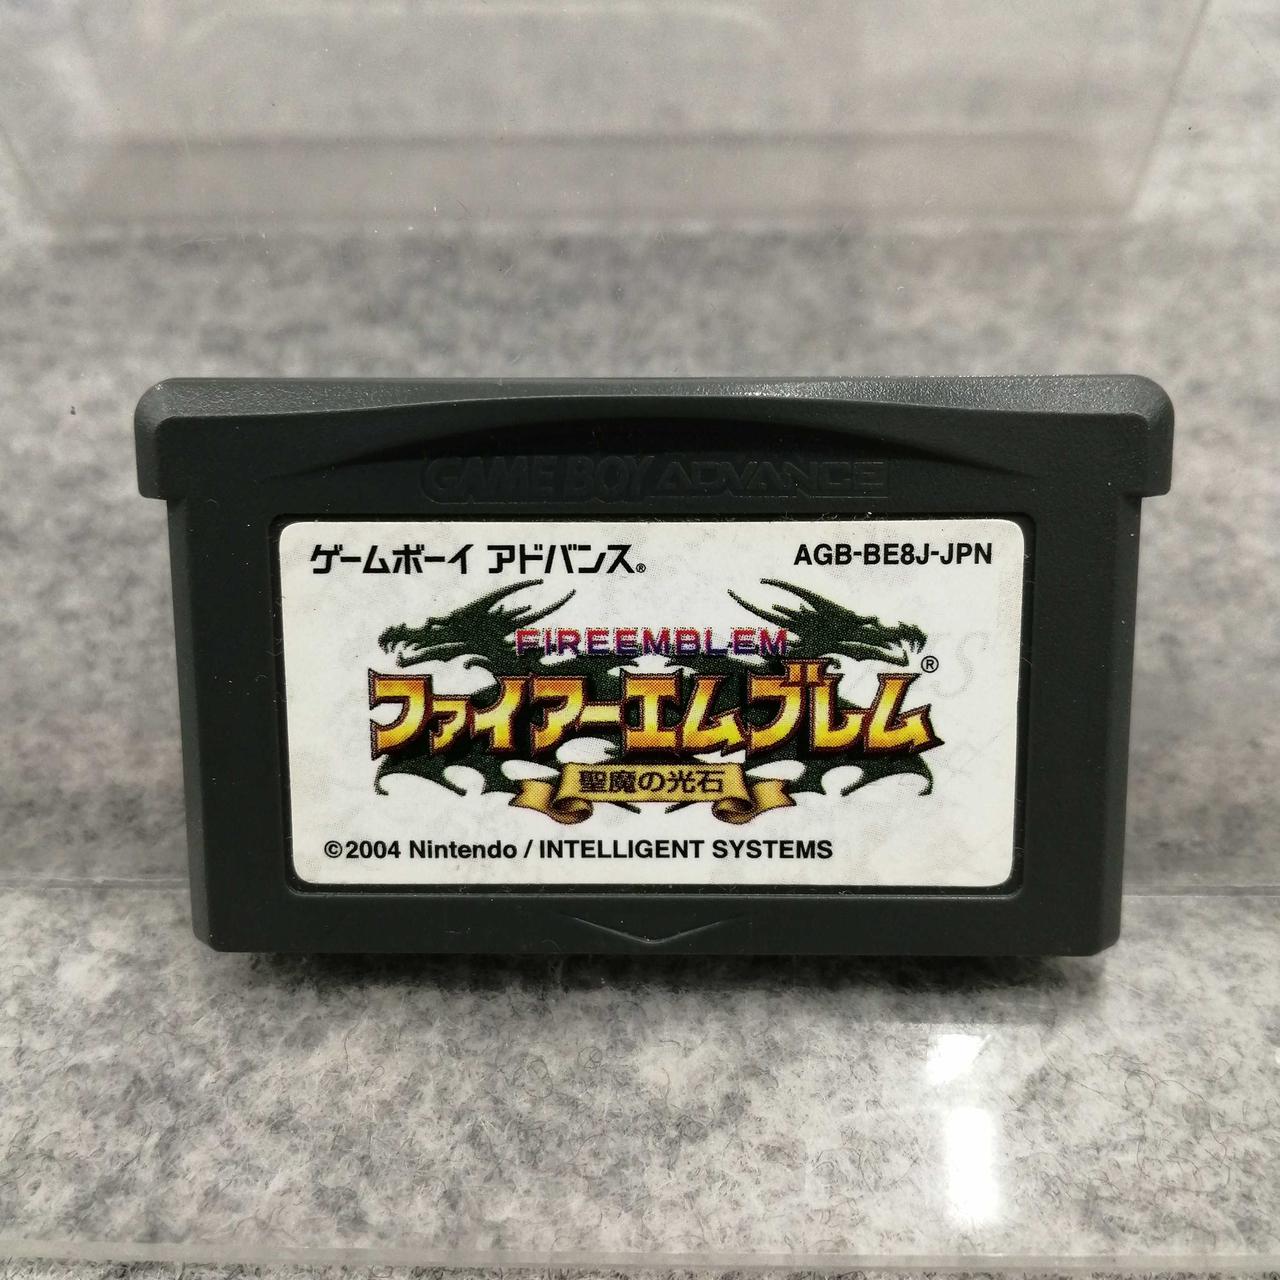 GAME BOY ADVANCE
ゲームボーイ アドバンス®
AGB-BE8J-JPN
FIREEMBLEM
ファイアーエムブレム®
聖魔の光石
©2004 Nintendo / INTELLIGENT SYSTEMS